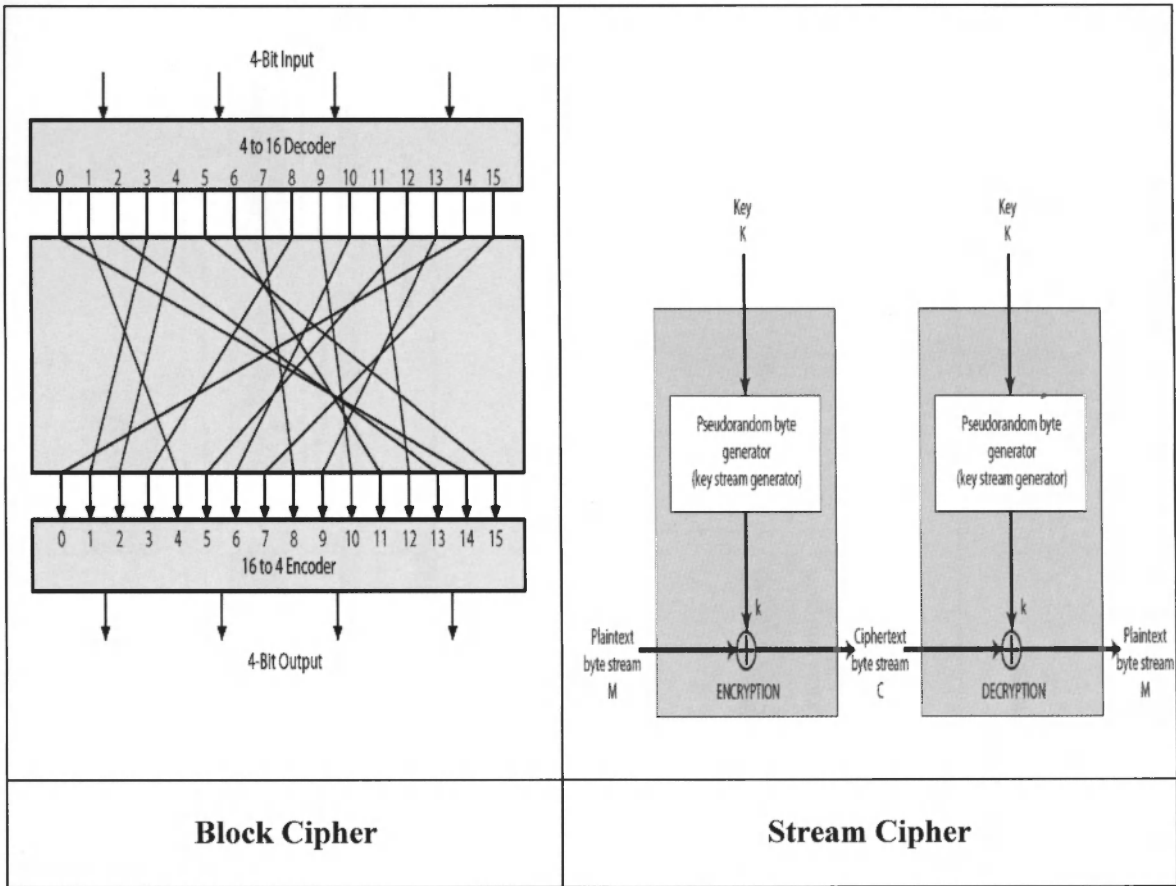 4-Bit Input
4 to 16 Decoder
0 1 2 3 4 5 6 7 8 9 10 11 12 13 14 15
0 1 2 3 4 5 6 7 8 9 10 11 12 13 14 15
16 to 4 Encoder
4-Bit Output
Key
K
Pseudorandom byte
generator
(key stream generator)
k
Plaintext
byte stream
M
ENCRYPTION
Ciphertext
byte stream
C
Key
K
Pseudorandom byte
generator
(key stream generator)
k
DECRYPTION
Plaintext
byte stream
M
Block Cipher
Stream Cipher